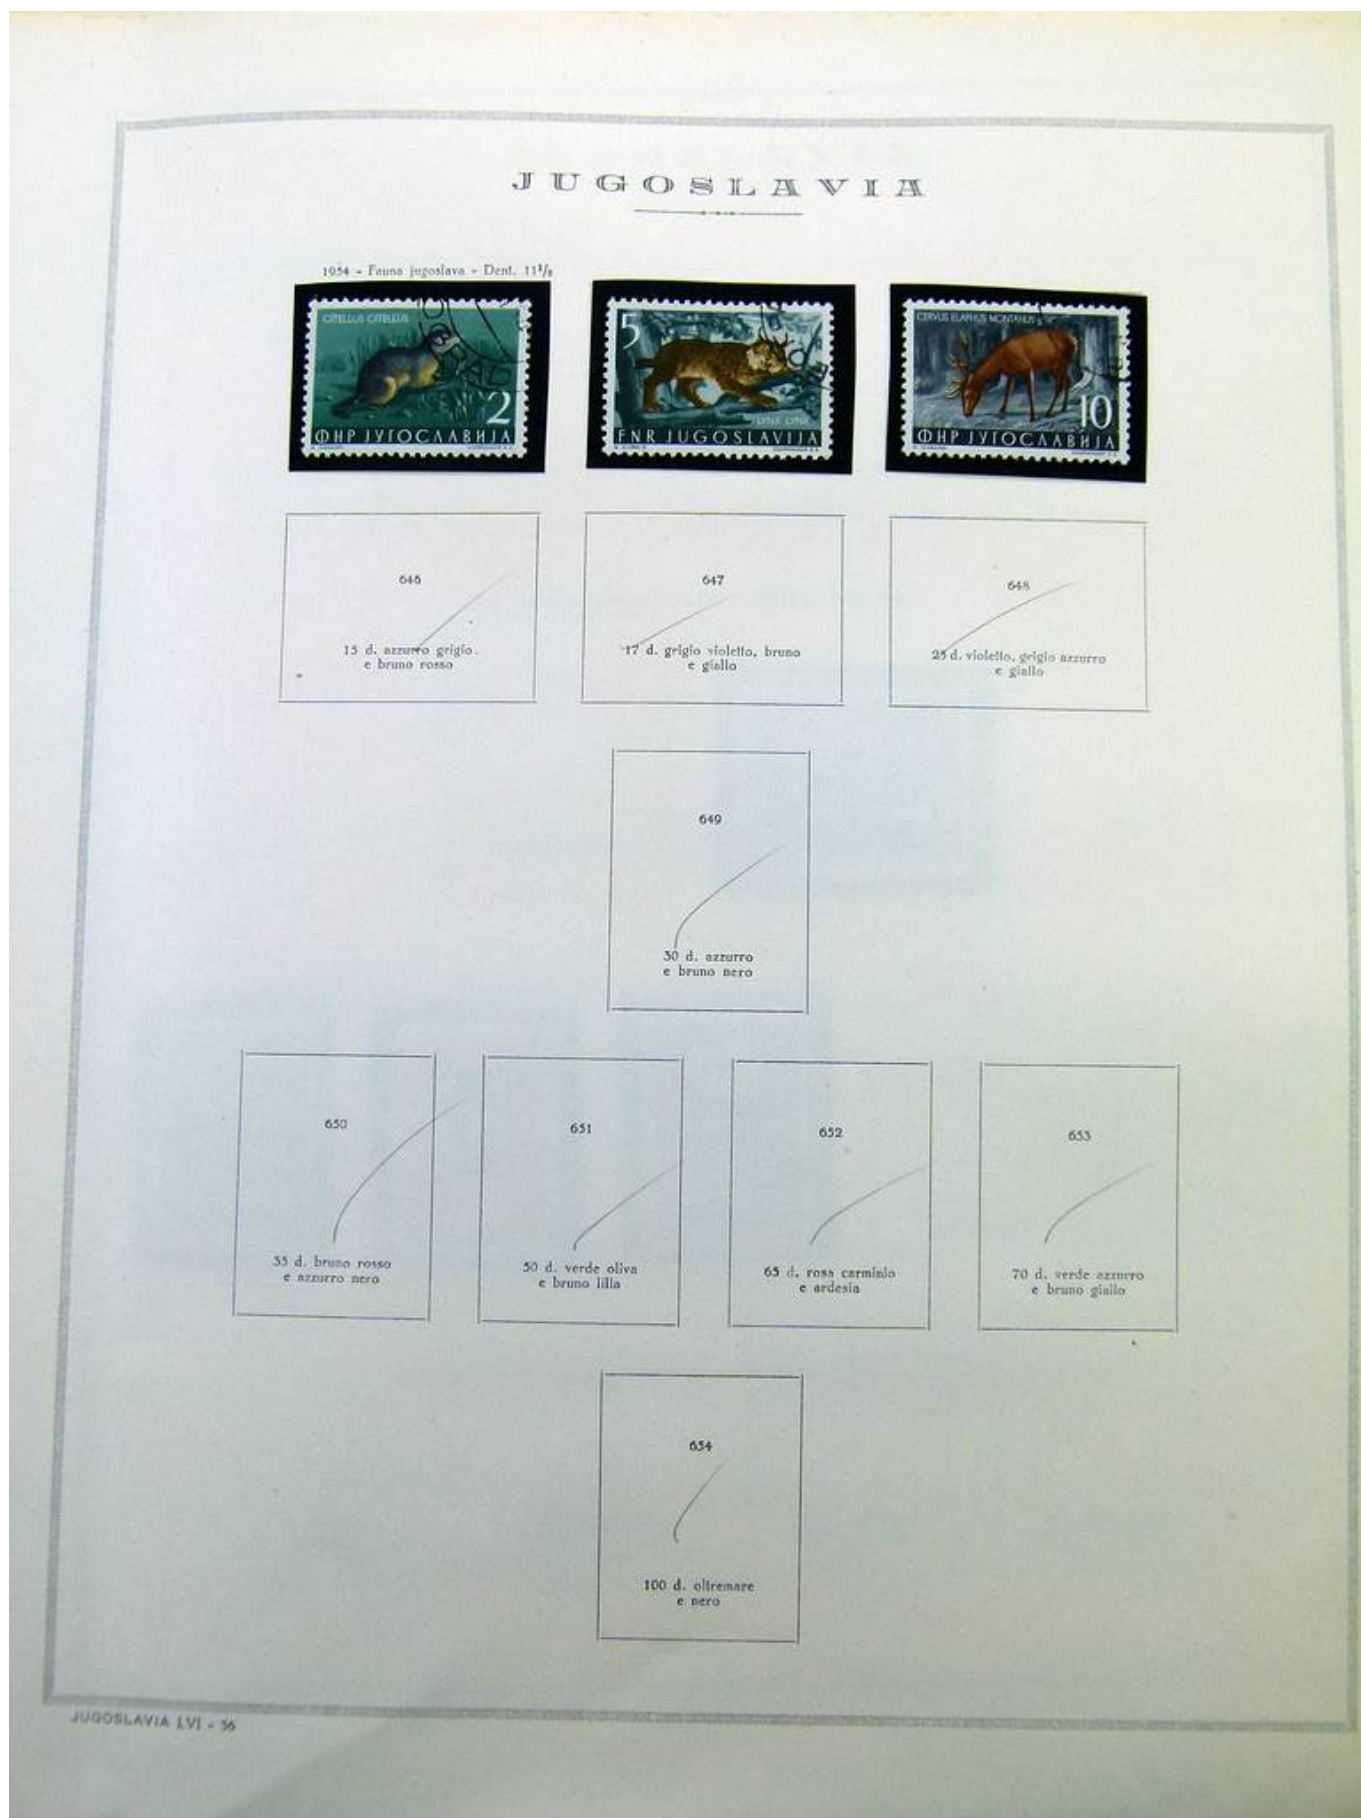 JUGOSLAVIA
1954 - Fauna jugoslava - Dent. 11 1/2
CITELLUS CITELLUS
2
ФНР ЈУГОСЛАВИЈА
5
LYNX LYNX
FNR JUGOSLAVIJA
CERVUS ELAPHUS MONTANUS
10
ФНР ЈУГОСЛАВИЈА
646
15 d. azzurro grigio
e bruno rosso
647
17 d. grigio violetto, bruno
e giallo
648
25 d. violetto, grigio azzurro
e giallo
649
30 d. azzurro
e bruno nero
650
35 d. bruno rosso
e azzurro nero
651
50 d. verde oliva
e bruno lilla
652
65 d. rosa carminio
e ardesia
653
70 d. verde azzurro
e bruno giallo
654
100 d. oltremare
e nero
JUGOSLAVIA LVI - 56